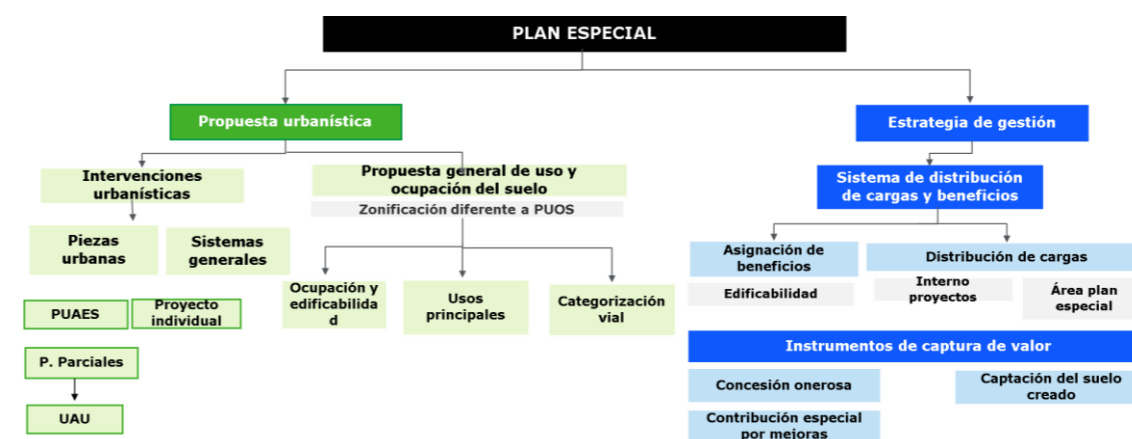 PLAN ESPECIAL
Propuesta urbanística
Estrategia de gestión
Intervenciones
urbanísticas
Propuesta general de uso y
ocupación del suelo
Zonificación diferente a PUOS
Sistema de distribución
de cargas y beneficios
Piezas
urbanas
Sistemas
generales
Asignación de
beneficios
Distribución de cargas
Edificabilidad
Interno
proyectos
Área plan
especial
Ocupación y
edificabilida
d
Usos
principales
Categorización
vial
PUAES
Proyecto
individual
P. Parciales
UAU
Instrumentos de captura de valor
Concesión onerosa
Captación del suelo
creado
Contribución especial
por mejoras